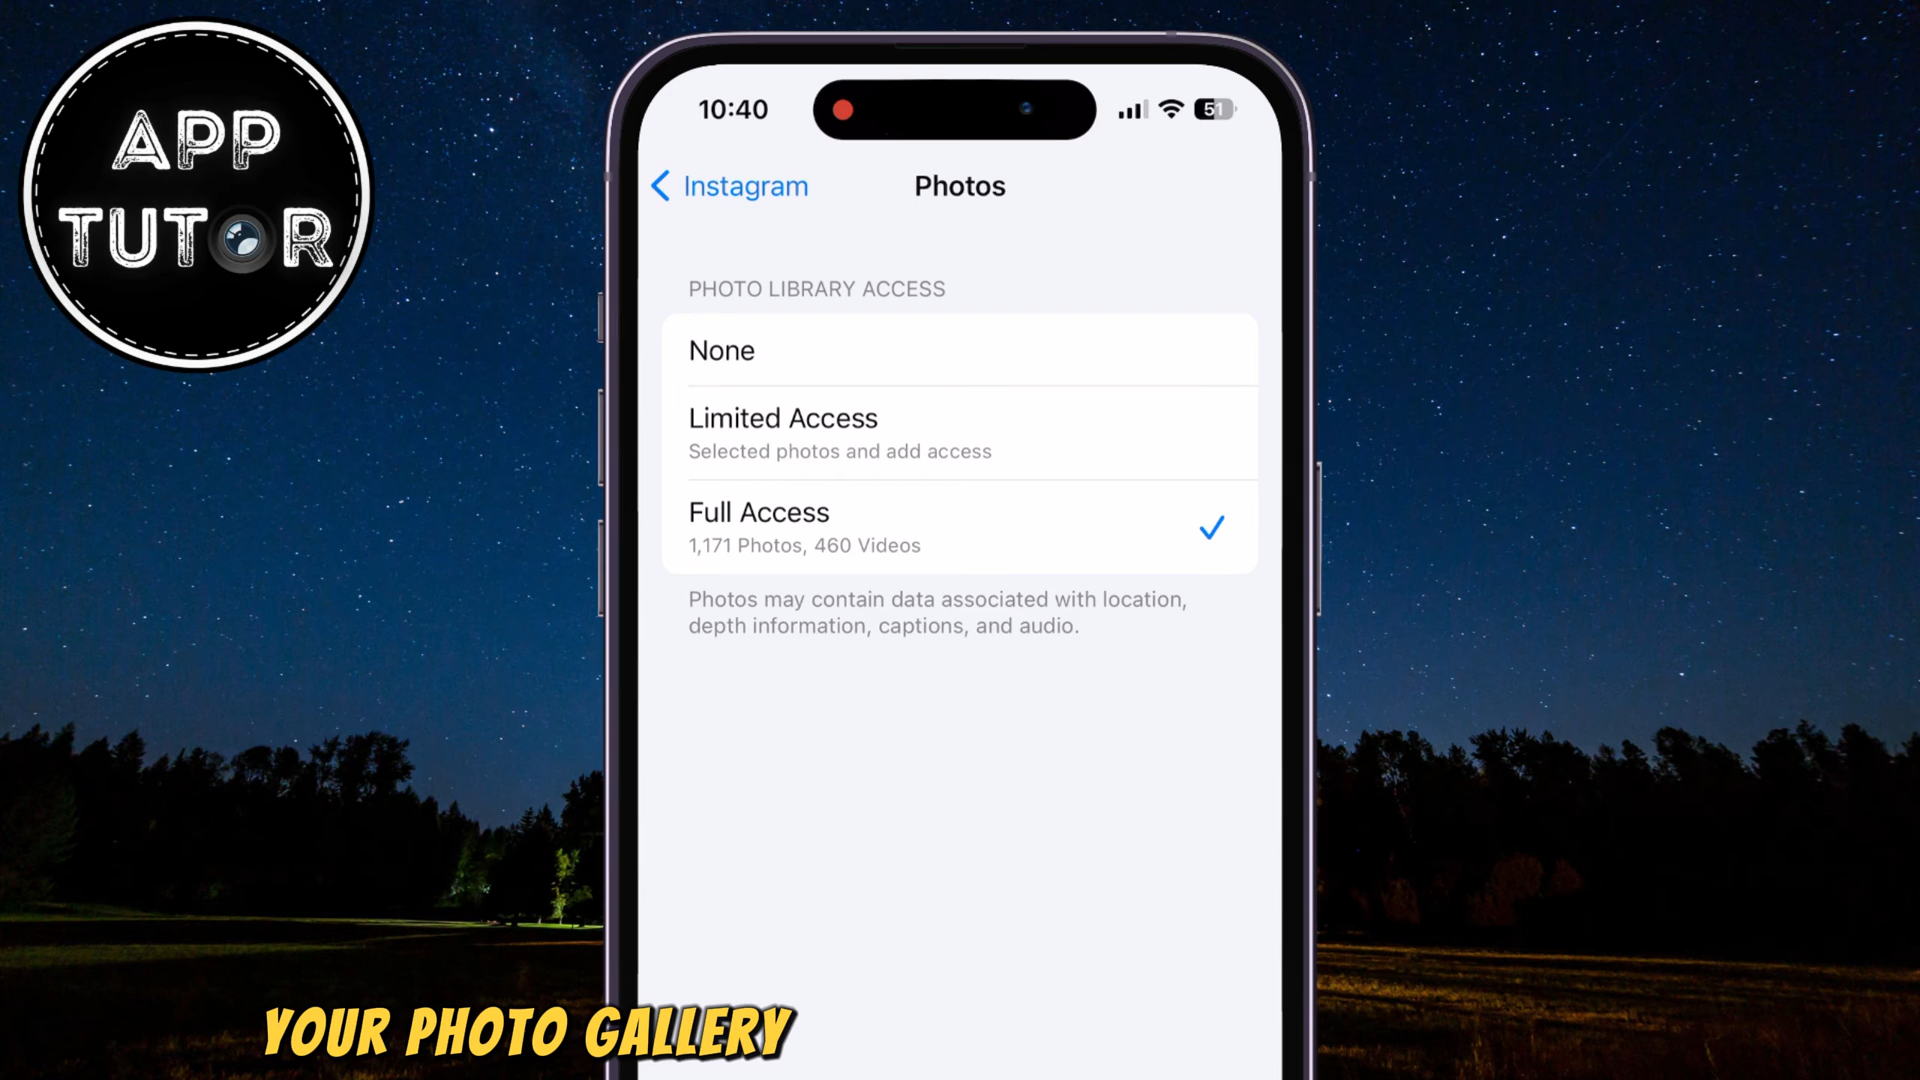 APP
TUTOR
10:40
51
Instagram
Photos
PHOTO LIBRARY ACCESS
None
Limited Access
Selected photos and add access
Full Access
1,171 Photos, 460 Videos
Photos may contain data associated with location,
depth information, captions, and audio.
YOUR PHOTO GALLERY